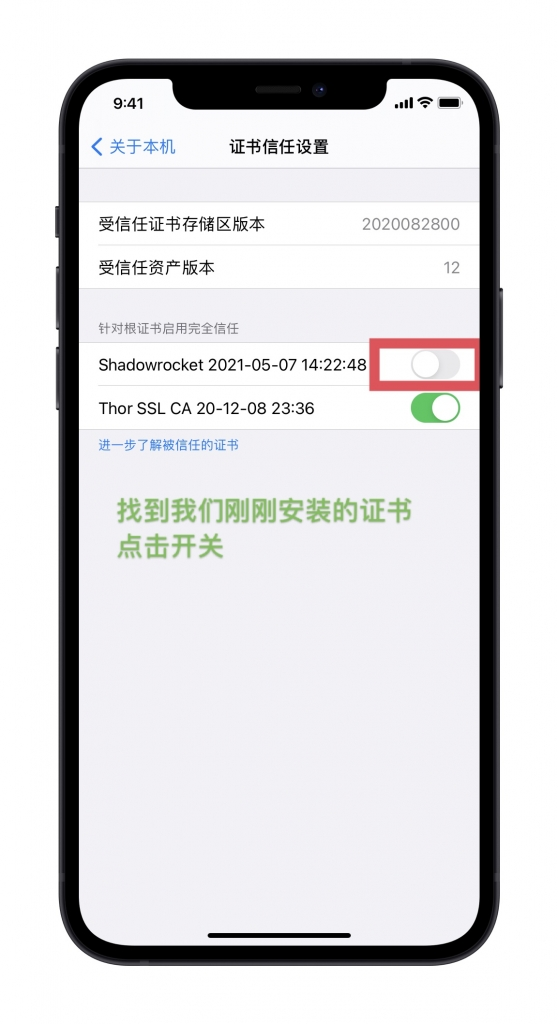 9:41
关于本机
证书信任设置
受信任证书存储区版本 2020082800
受信任资产版本 12
针对根证书启用完全信任
Shadowrocket 2021-05-07 14:22:48
Thor SSL CA 20-12-08 23:36
进一步了解被信任的证书
找到我们刚刚安装的证书
点击开关